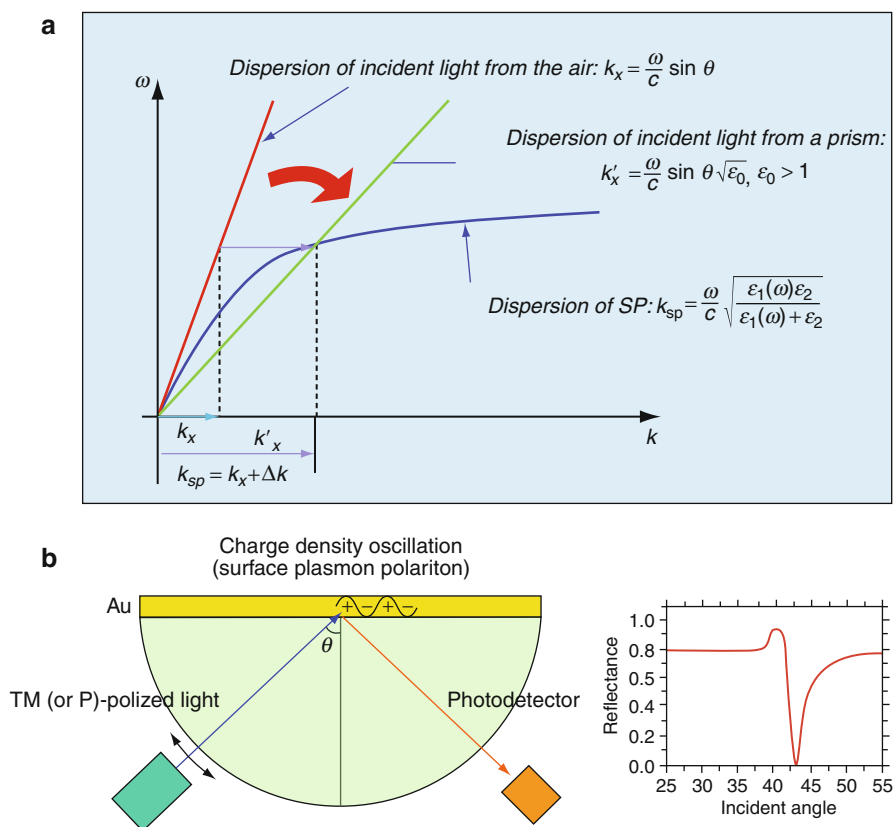 a
Dispersion of incident light from the air: kₓ = ω/c sin θ
ω
Dispersion of incident light from a prism:
k′ₓ = ω/c sin θ √ε₀, ε₀ > 1
Dispersion of SP: kₛₚ = ω/c √(ε₁(ω)ε₂/(ε₁(ω) + ε₂))
kₓ k′ₓ k
kₛₚ = kₓ + Δk
b
Charge density oscillation
(surface plasmon polariton)
Au
+ − + −
θ
TM (or P)-polized light
Photodetector
Reflectance
1.0
0.8
0.5
0.4
0.2
0.0
25 30 35 40 45 50 55
Incident angle